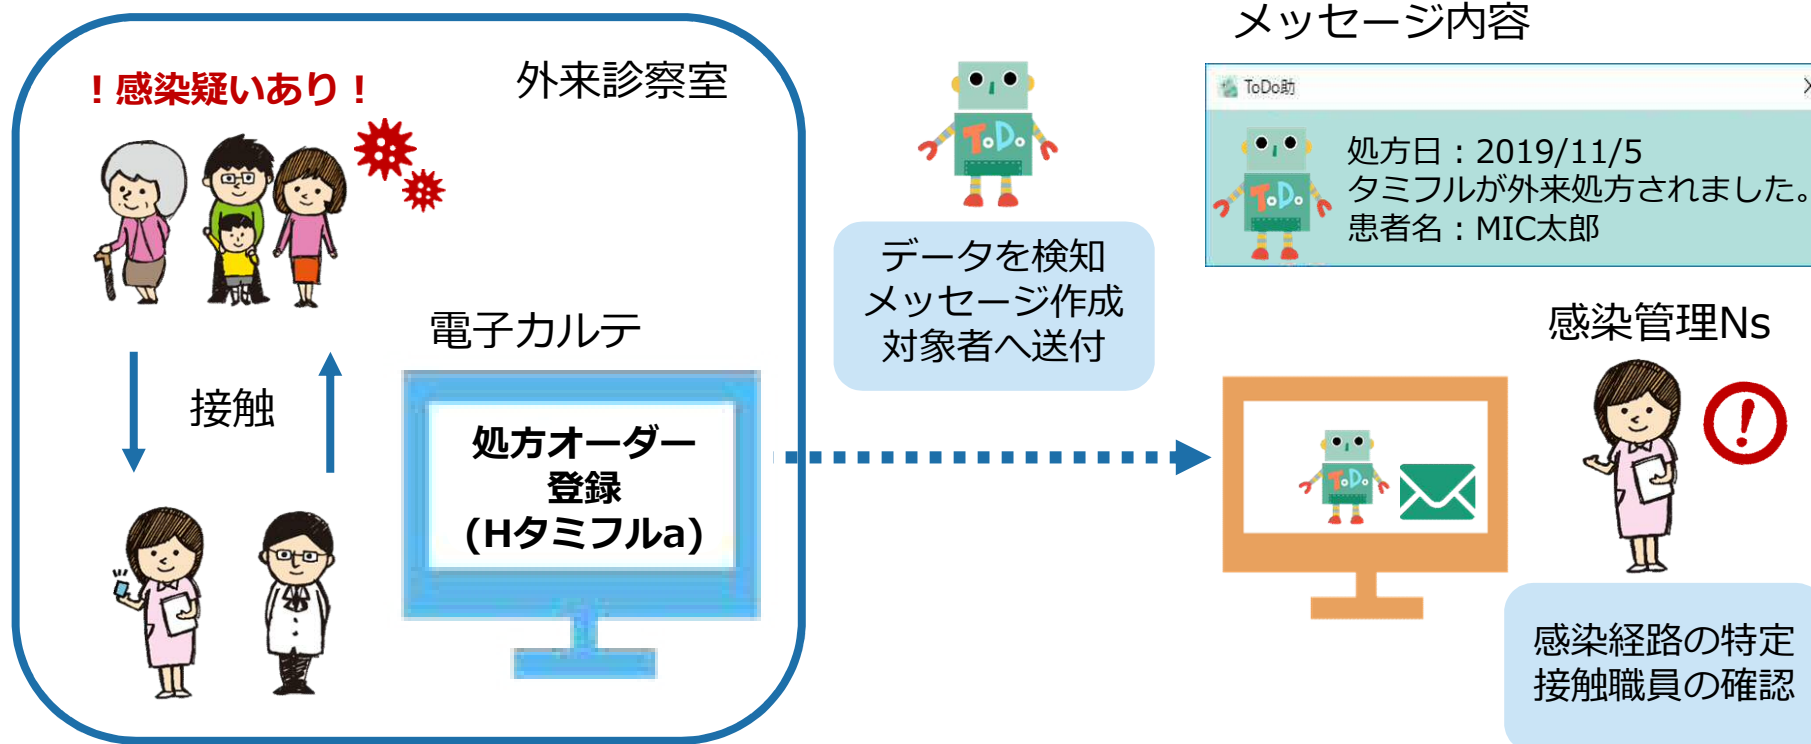 ！感染疑いあり！
外来診察室
接触
電子カルテ
処方オーダー
登録
(Hタミフルa)
ToDo
データを検知
メッセージ作成
対象者へ送付
メッセージ内容
ToDo助
ToDo
処方日：2019/11/5
タミフルが外来処方されました。
患者名：MIC太郎
感染管理Ns
ToDo
感染経路の特定
接触職員の確認